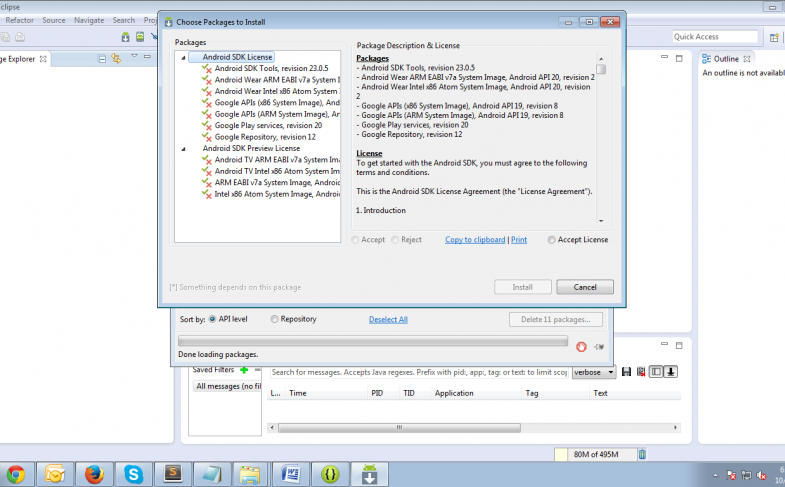 clipse
Refactor Source Navigate Search Proj
Quick Access
ge Explorer
Outline
An outline is not available
Choose Packages to Install
Packages
Android SDK License
Android SDK Tools, revision 23.0.5
Android Wear ARM EABI v7a System I
Android Wear Intel x86 Atom System
Google APIs (x86 System Image), And
Google APIs (ARM System Image), An
Google Play services, revision 20
Google Repository, revision 12
Android SDK Preview License
Android TV ARM EABI v7a System Im
Android TV Intel x86 Atom System Im
ARM EABI v7a System Image, Androi
Intel x86 Atom System Image, Androi
Package Description & License
Packages
- Android SDK Tools, revision 23.0.5
- Android Wear ARM EABI v7a System Image, Android API 20, revision 2
- Android Wear Intel x86 Atom System Image, Android API 20, revision
2
- Google APIs (x86 System Image), Android API 19, revision 8
- Google APIs (ARM System Image), Android API 19, revision 8
- Google Play services, revision 20
- Google Repository, revision 12
License
To get started with the Android SDK, you must agree to the following
terms and conditions.
This is the Android SDK License Agreement (the "License Agreement").
1. Introduction
Accept Reject Copy to clipboard | Print Accept License
[*] Something depends on this package
Install Cancel
Sort by: API level Repository Deselect All Delete 11 packages...
Done loading packages.
Saved Filters
All messages (no fil
Search for messages. Accepts Java regexes. Prefix with pid:, app:, tag: or text: to limit scop
verbose
L... Time PID TID Application Tag Text
80M of 495M